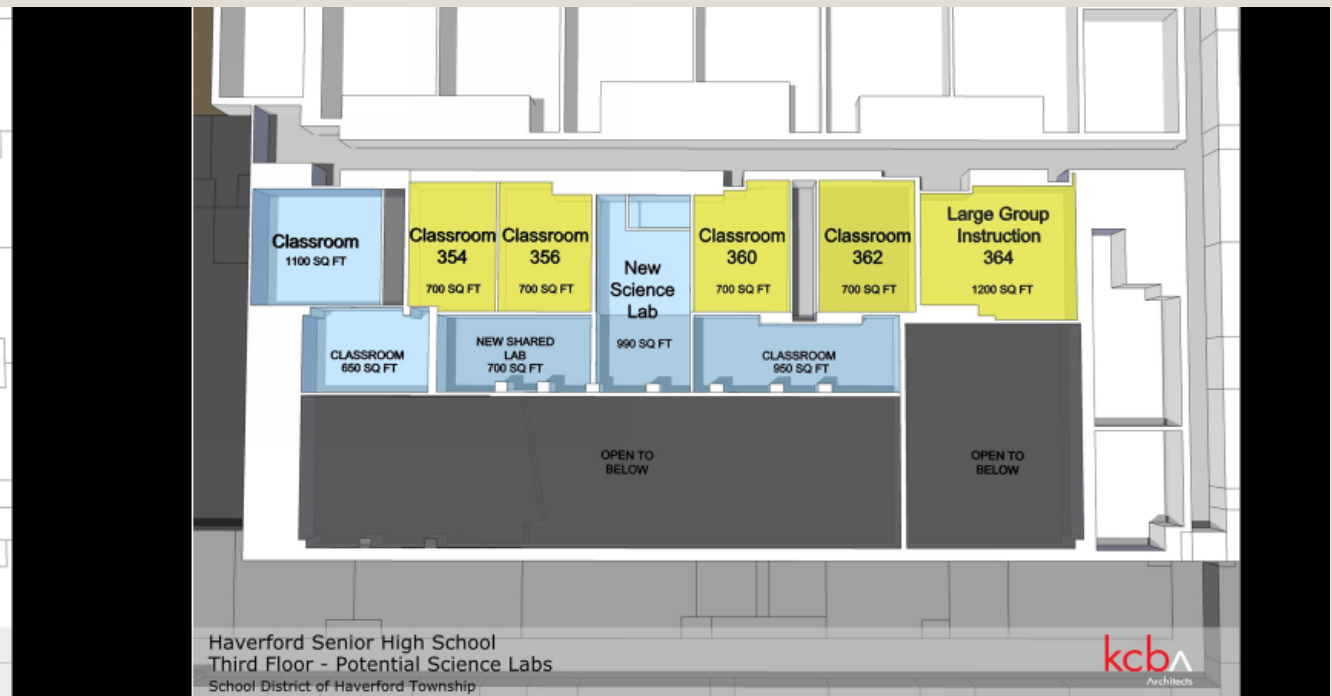 Classroom
1100 SQ FT
Classroom
354
700 SQ FT
Classroom
356
700 SQ FT
New
Science
Lab
990 SQ FT
Classroom
360
700 SQ FT
Classroom
362
700 SQ FT
Large Group
Instruction
364
1200 SQ FT
CLASSROOM
650 SQ FT
NEW SHARED
LAB
700 SQ FT
CLASSROOM
950 SQ FT
OPEN TO
BELOW
OPEN TO
BELOW
Haverford Senior High School
Third Floor - Potential Science Labs
School District of Haverford Township
kcba
Architects